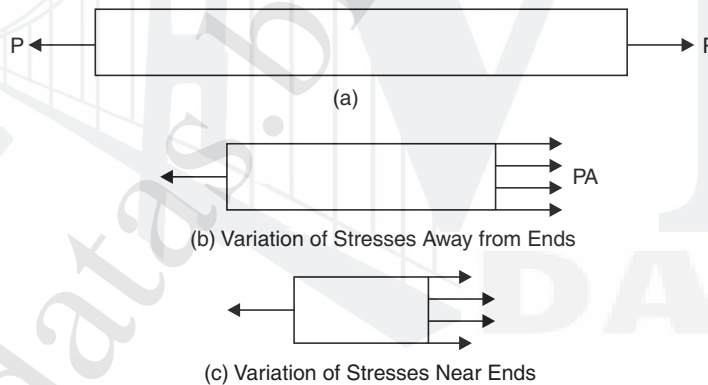 P P
(a)
PA
(b) Variation of Stresses Away from Ends
(c) Variation of Stresses Near Ends